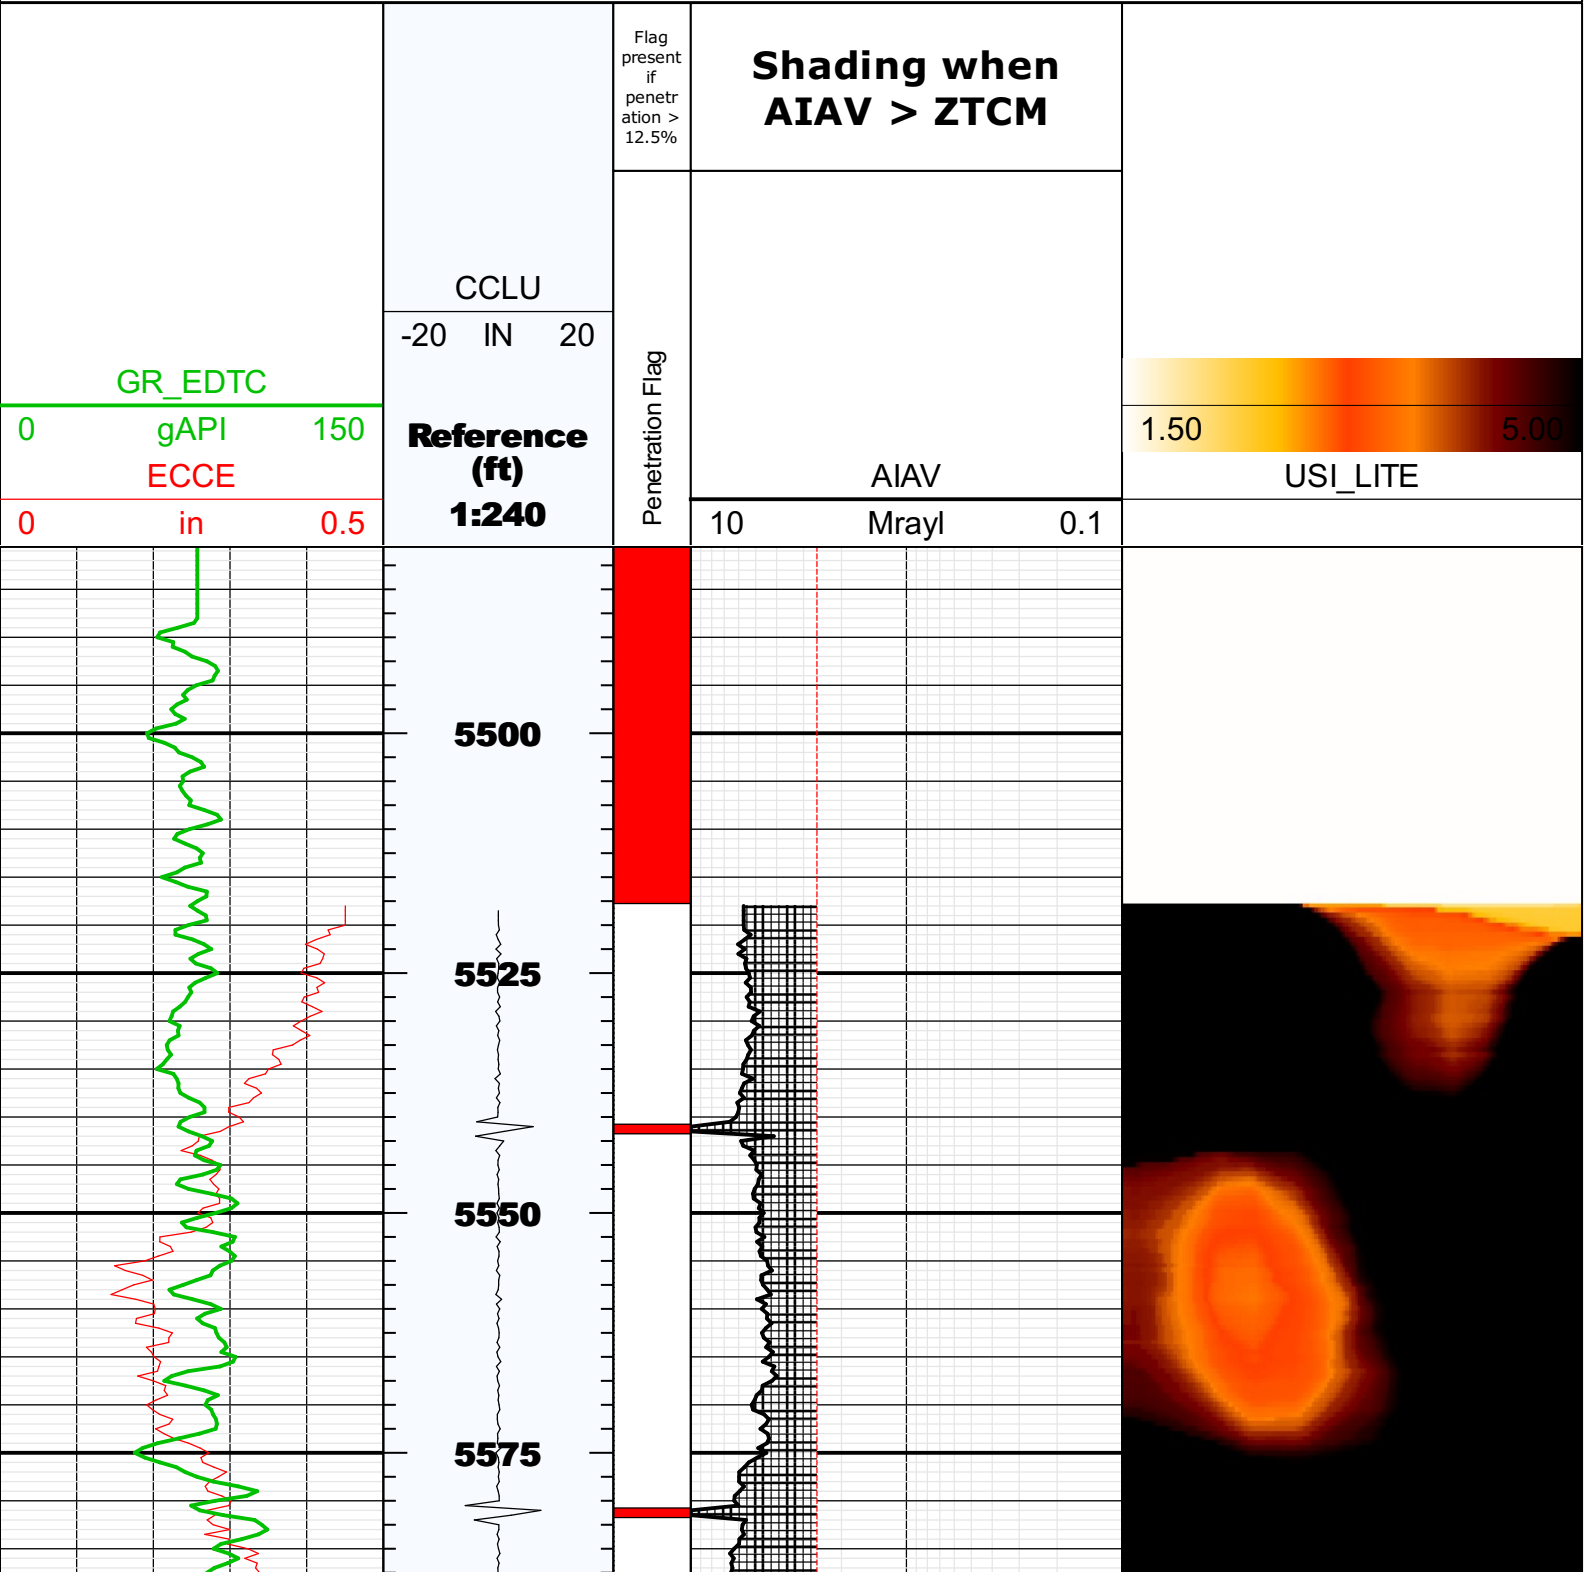 Flag
present
if
penetr
ation >
12.5%
Shading when
AIAV > ZTCM
CCLU
-20 IN 20
GR_EDTC
0 gAPI 150
ECCE
0 in 0.5
Reference
(ft)
1:240
Penetration Flag
AIAV
10 Mrayl 0.1
1.50 5.00
USI_LITE
5500
5525
5550
5575